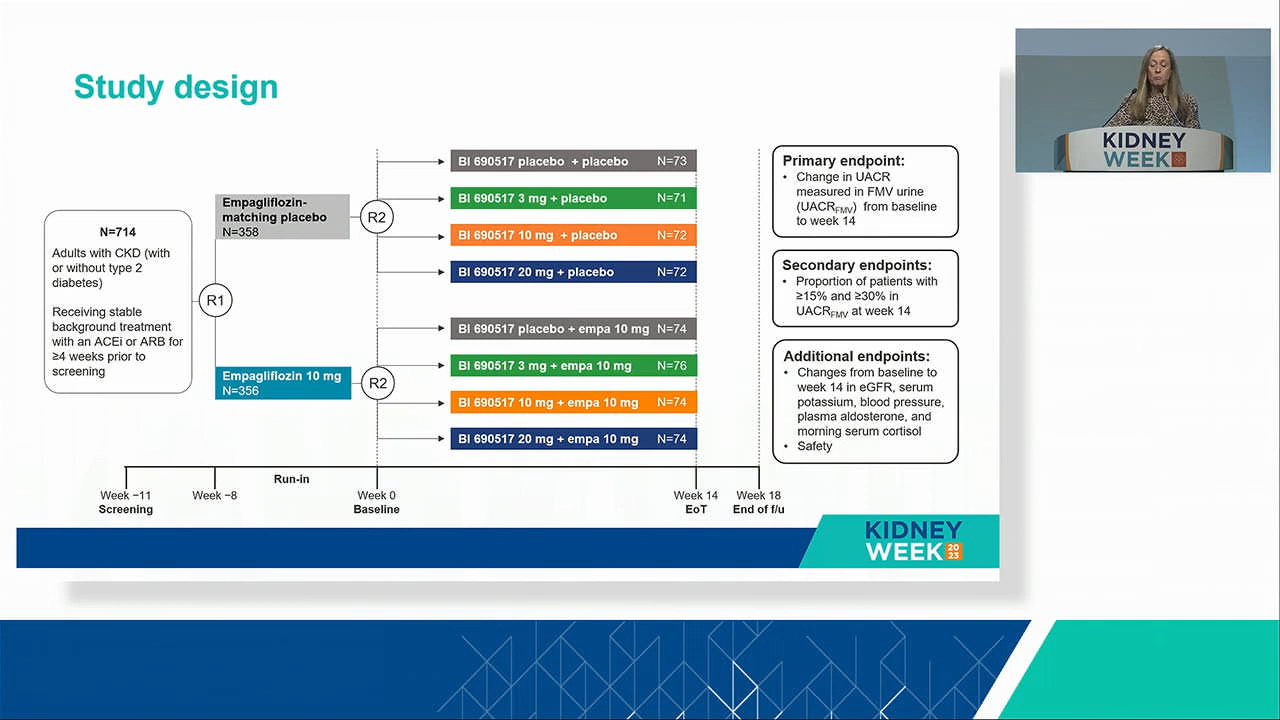 Study design
N=714
Adults with CKD (with
or without type 2
diabetes)
Receiving stable
background treatment
with an ACEi or ARB for
≥4 weeks prior to
screening
R1
Empagliflozin-
matching placebo
N=358
Empagliflozin 10 mg
N=356
R2
R2
BI 690517 placebo + placebo N=73
BI 690517 3 mg + placebo N=71
BI 690517 10 mg + placebo N=72
BI 690517 20 mg + placebo N=72
BI 690517 placebo + empa 10 mg N=74
BI 690517 3 mg + empa 10 mg N=76
BI 690517 10 mg + empa 10 mg N=74
BI 690517 20 mg + empa 10 mg N=74
Run-in
Week −11
Screening
Week −8
Week 0
Baseline
Week 14
EoT
Week 18
End of f/u
Primary endpoint:
• Change in UACR
measured in FMV urine
(UACRFMV) from baseline
to week 14
Secondary endpoints:
• Proportion of patients with
≥15% and ≥30% in
UACRFMV at week 14
Additional endpoints:
• Changes from baseline to
week 14 in eGFR, serum
potassium, blood pressure,
plasma aldosterone, and
morning serum cortisol
• Safety
KIDNEY
WEEK 20
23
KIDNEY
WEEK